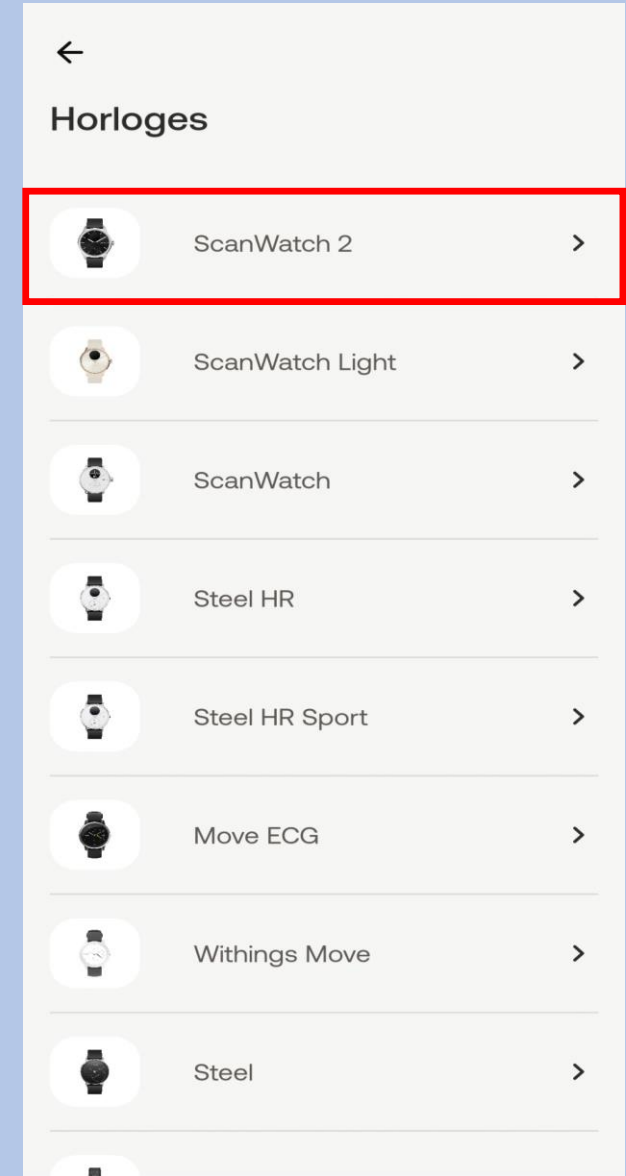 Horloges
ScanWatch 2
ScanWatch Light
ScanWatch
Steel HR
Steel HR Sport
Move ECG
Withings Move
Steel